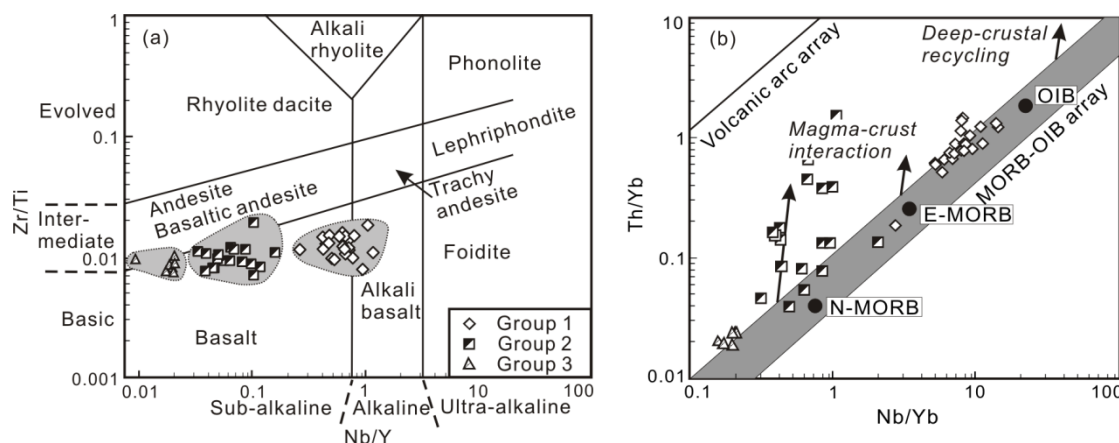 (a)
Alkali
rhyolite
Phonolite
Rhyolite dacite
Lephriphondite
Andesite
Basaltic andesite
Trachy
andesite
Foidite
Alkali
basalt
Basalt
Group 1
Group 2
Group 3
Zr/Ti
Evolved
Inter-
mediate
Basic
1
0.1
0.01
0.001
0.01
0.1
1
10
100
Sub-alkaline
Alkaline
Ultra-alkaline
Nb/Y
(b)
Deep-crustal
recycling
Volcanic arc array
OIB
Magma-crust
interaction
MORB-OIB array
E-MORB
N-MORB
Th/Yb
10
1
0.1
0.01
0.1
1
10
100
Nb/Yb